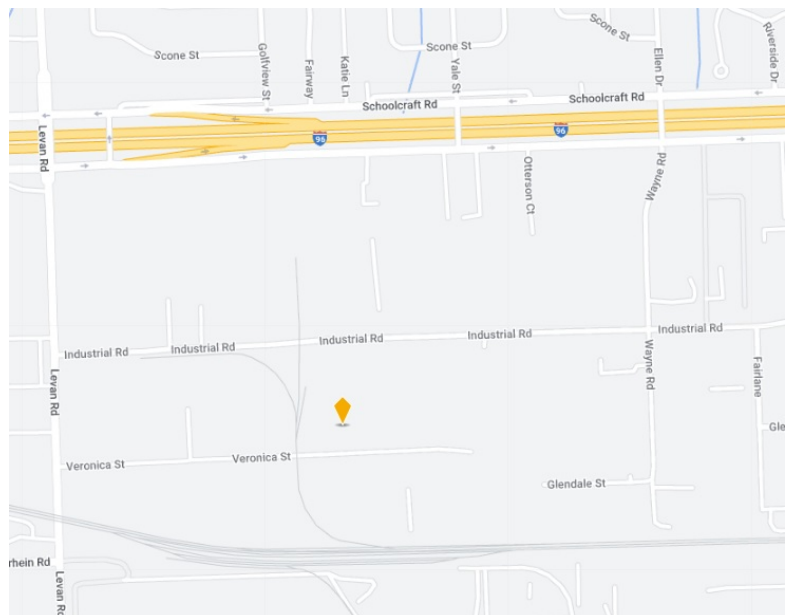 Scone St
Scone St
Scone St
Golfview St
Fairway
Katie Ln
Yale St
Ellen Dr
Riverside Dr
Schoolcraft Rd
Schoolcraft Rd
Levan Rd
96
96
Otterson Ct
Wayne Rd
Industrial Rd
Industrial Rd
Industrial Rd
Industrial Rd
Industrial Rd
Levan Rd
Wayne Rd
Fairlane
Gle
Veronica St
Veronica St
Glendale St
rhein Rd
Levan Rd